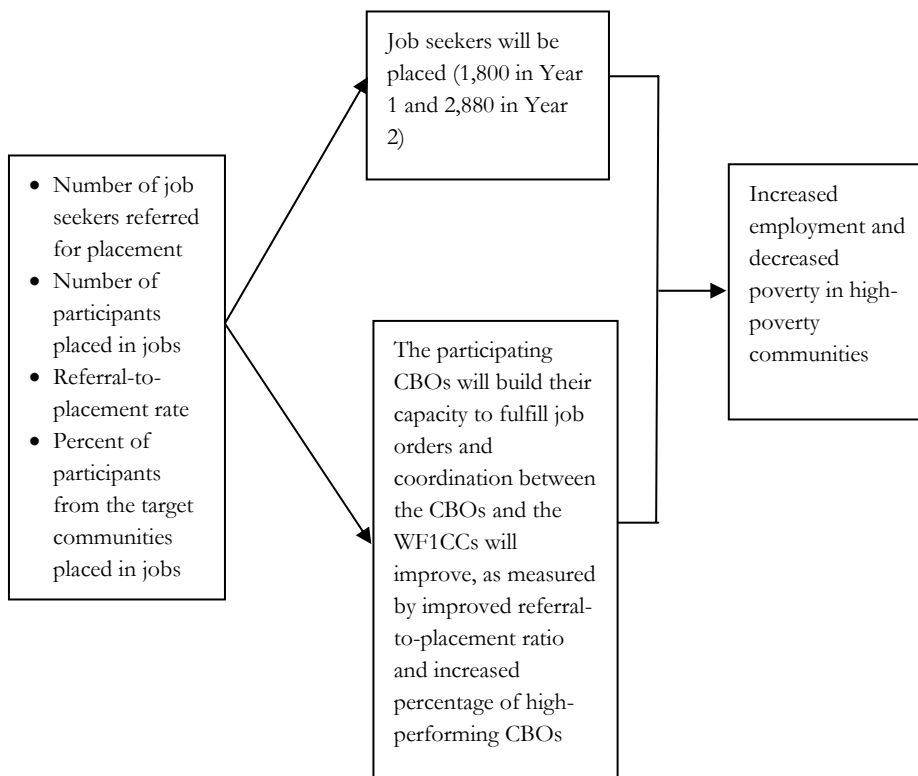 • Number of job
seekers referred
for placement
• Number of
participants
placed in jobs
• Referral-to-
placement rate
• Percent of
participants
from the target
communities
placed in jobs
Job seekers will be
placed (1,800 in Year
1 and 2,880 in Year
2)
The participating
CBOs will build their
capacity to fulfill job
orders and
coordination between
the CBOs and the
WF1CCs will
improve, as measured
by improved referral-
to-placement ratio
and increased
percentage of high-
performing CBOs
Increased
employment and
decreased
poverty in high-
poverty
communities